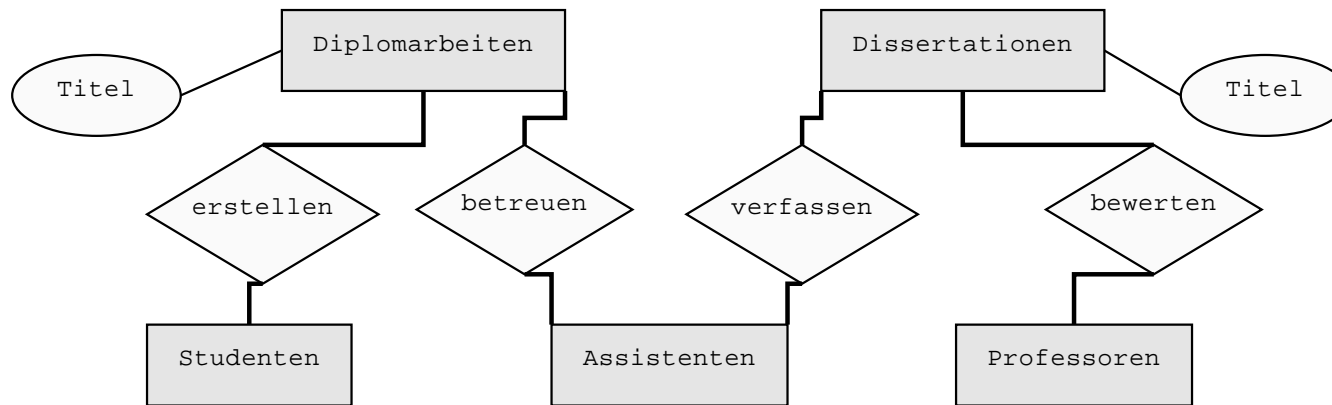 Diplomarbeiten
Dissertationen
Titel
Titel
erstellen
betreuen
verfassen
bewerten
Studenten
Assistenten
Professoren